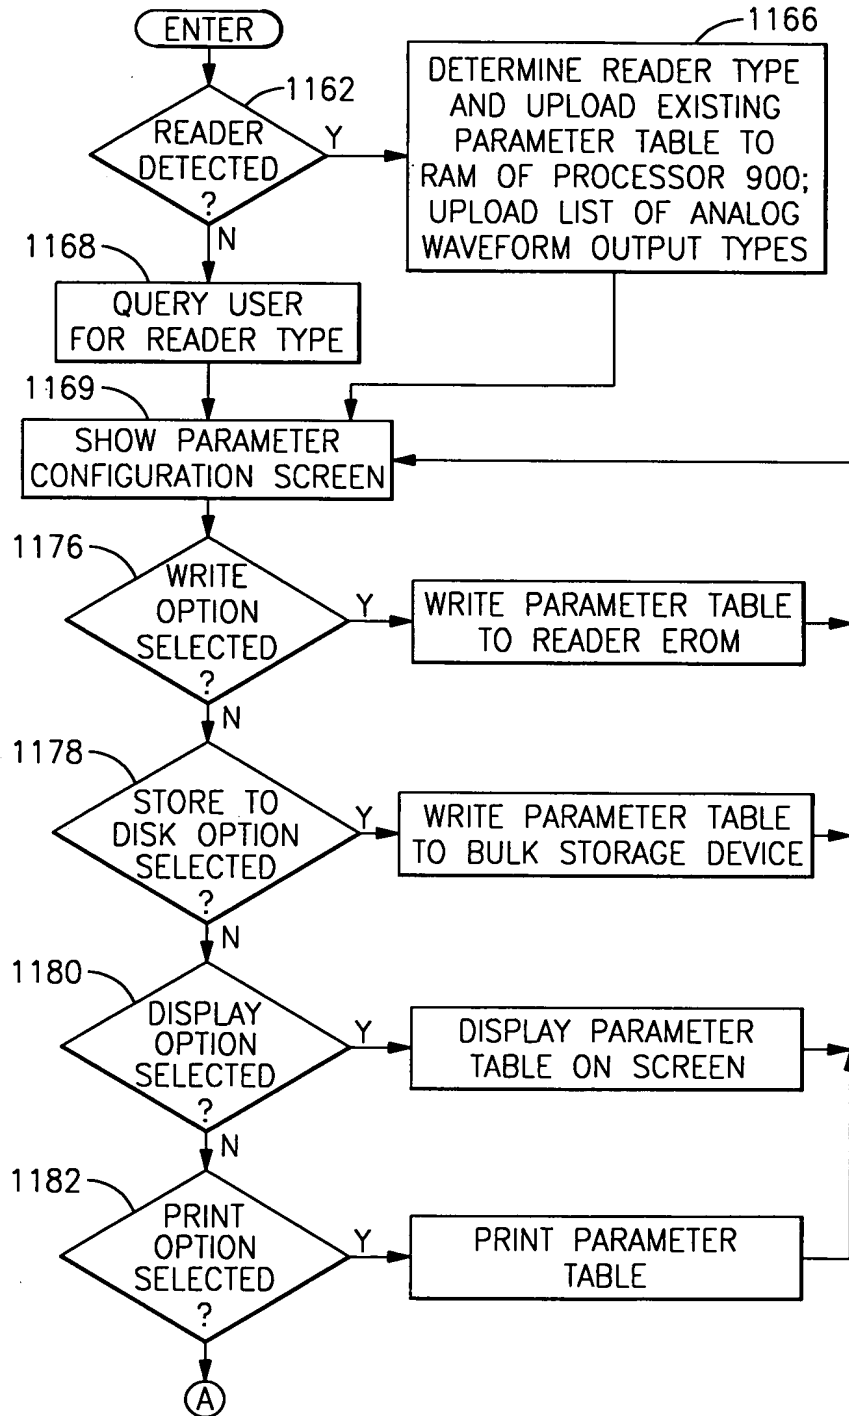 ENTER
1162
READER
DETECTED
?
Y
N
1166
DETERMINE READER TYPE
AND UPLOAD EXISTING
PARAMETER TABLE TO
RAM OF PROCESSOR 900;
UPLOAD LIST OF ANALOG
WAVEFORM OUTPUT TYPES
1168
QUERY USER
FOR READER TYPE
1169
SHOW PARAMETER
CONFIGURATION SCREEN
1176
WRITE
OPTION
SELECTED
?
Y
N
WRITE PARAMETER TABLE
TO READER EROM
1178
STORE TO
DISK OPTION
SELECTED
?
Y
N
WRITE PARAMETER TABLE
TO BULK STORAGE DEVICE
1180
DISPLAY
OPTION
SELECTED
?
Y
N
DISPLAY PARAMETER
TABLE ON SCREEN
1182
PRINT
OPTION
SELECTED
?
Y
PRINT PARAMETER
TABLE
A